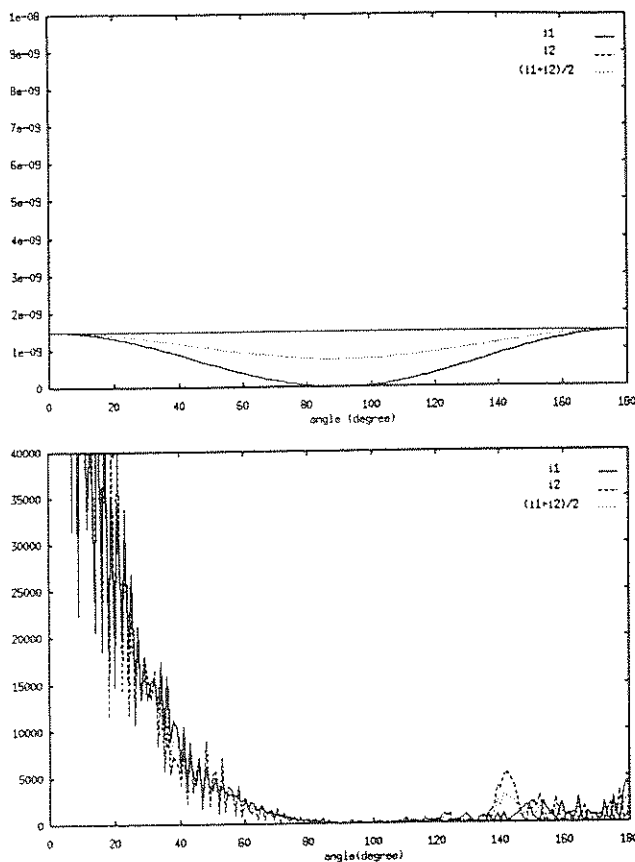 1e-08
9e-09
8e-09
7e-09
6e-09
5e-09
4e-09
3e-09
2e-09
1e-09
0
i1
i2
(i1+i2)/2
0 20 40 60 80 100 120 140 160 180
angle (degree)
40000
35000
30000
25000
20000
15000
10000
5000
0
i1
i2
(i1+i2)/2
0 20 40 60 80 100 120 140 160 180
angle(degree)